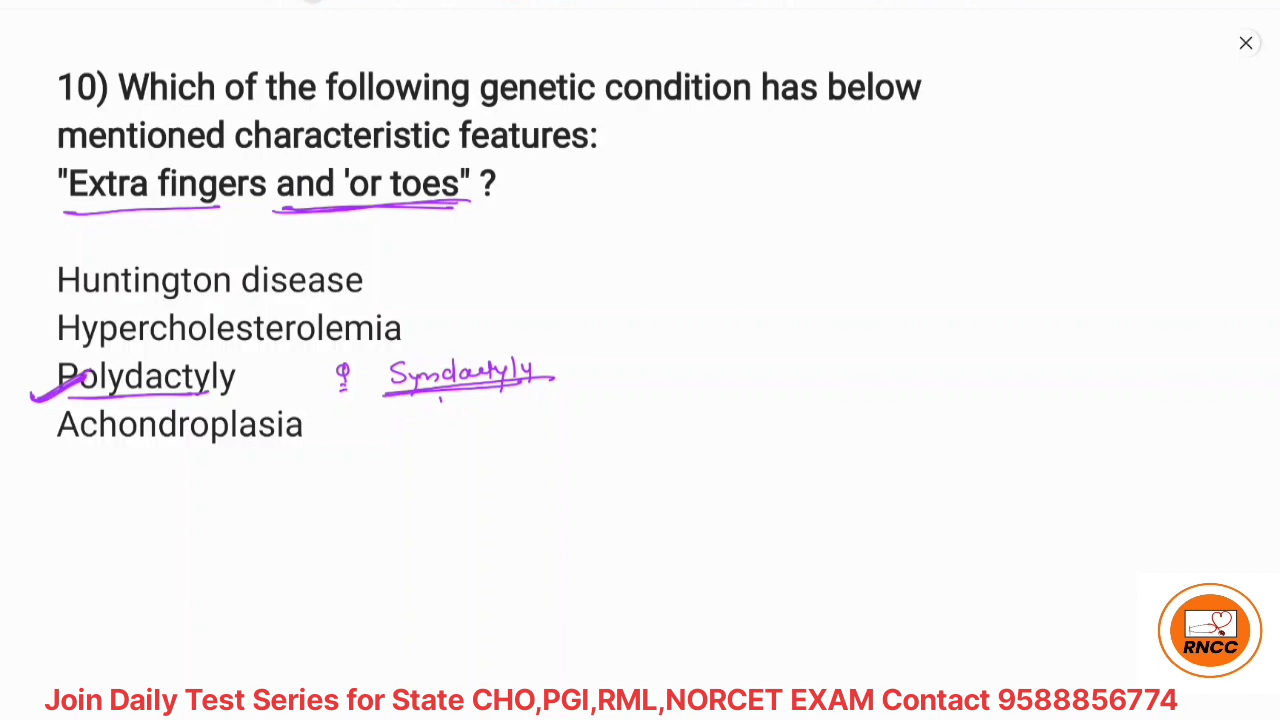 10) Which of the following genetic condition has below
mentioned characteristic features:
"Extra fingers and 'or toes" ?
Huntington disease
Hypercholesterolemia
Polydactyly Syndactyly
Achondroplasia
RNCC
Join Daily Test Series for State CHO,PGI,RML,NORCET EXAM Contact 9588856774